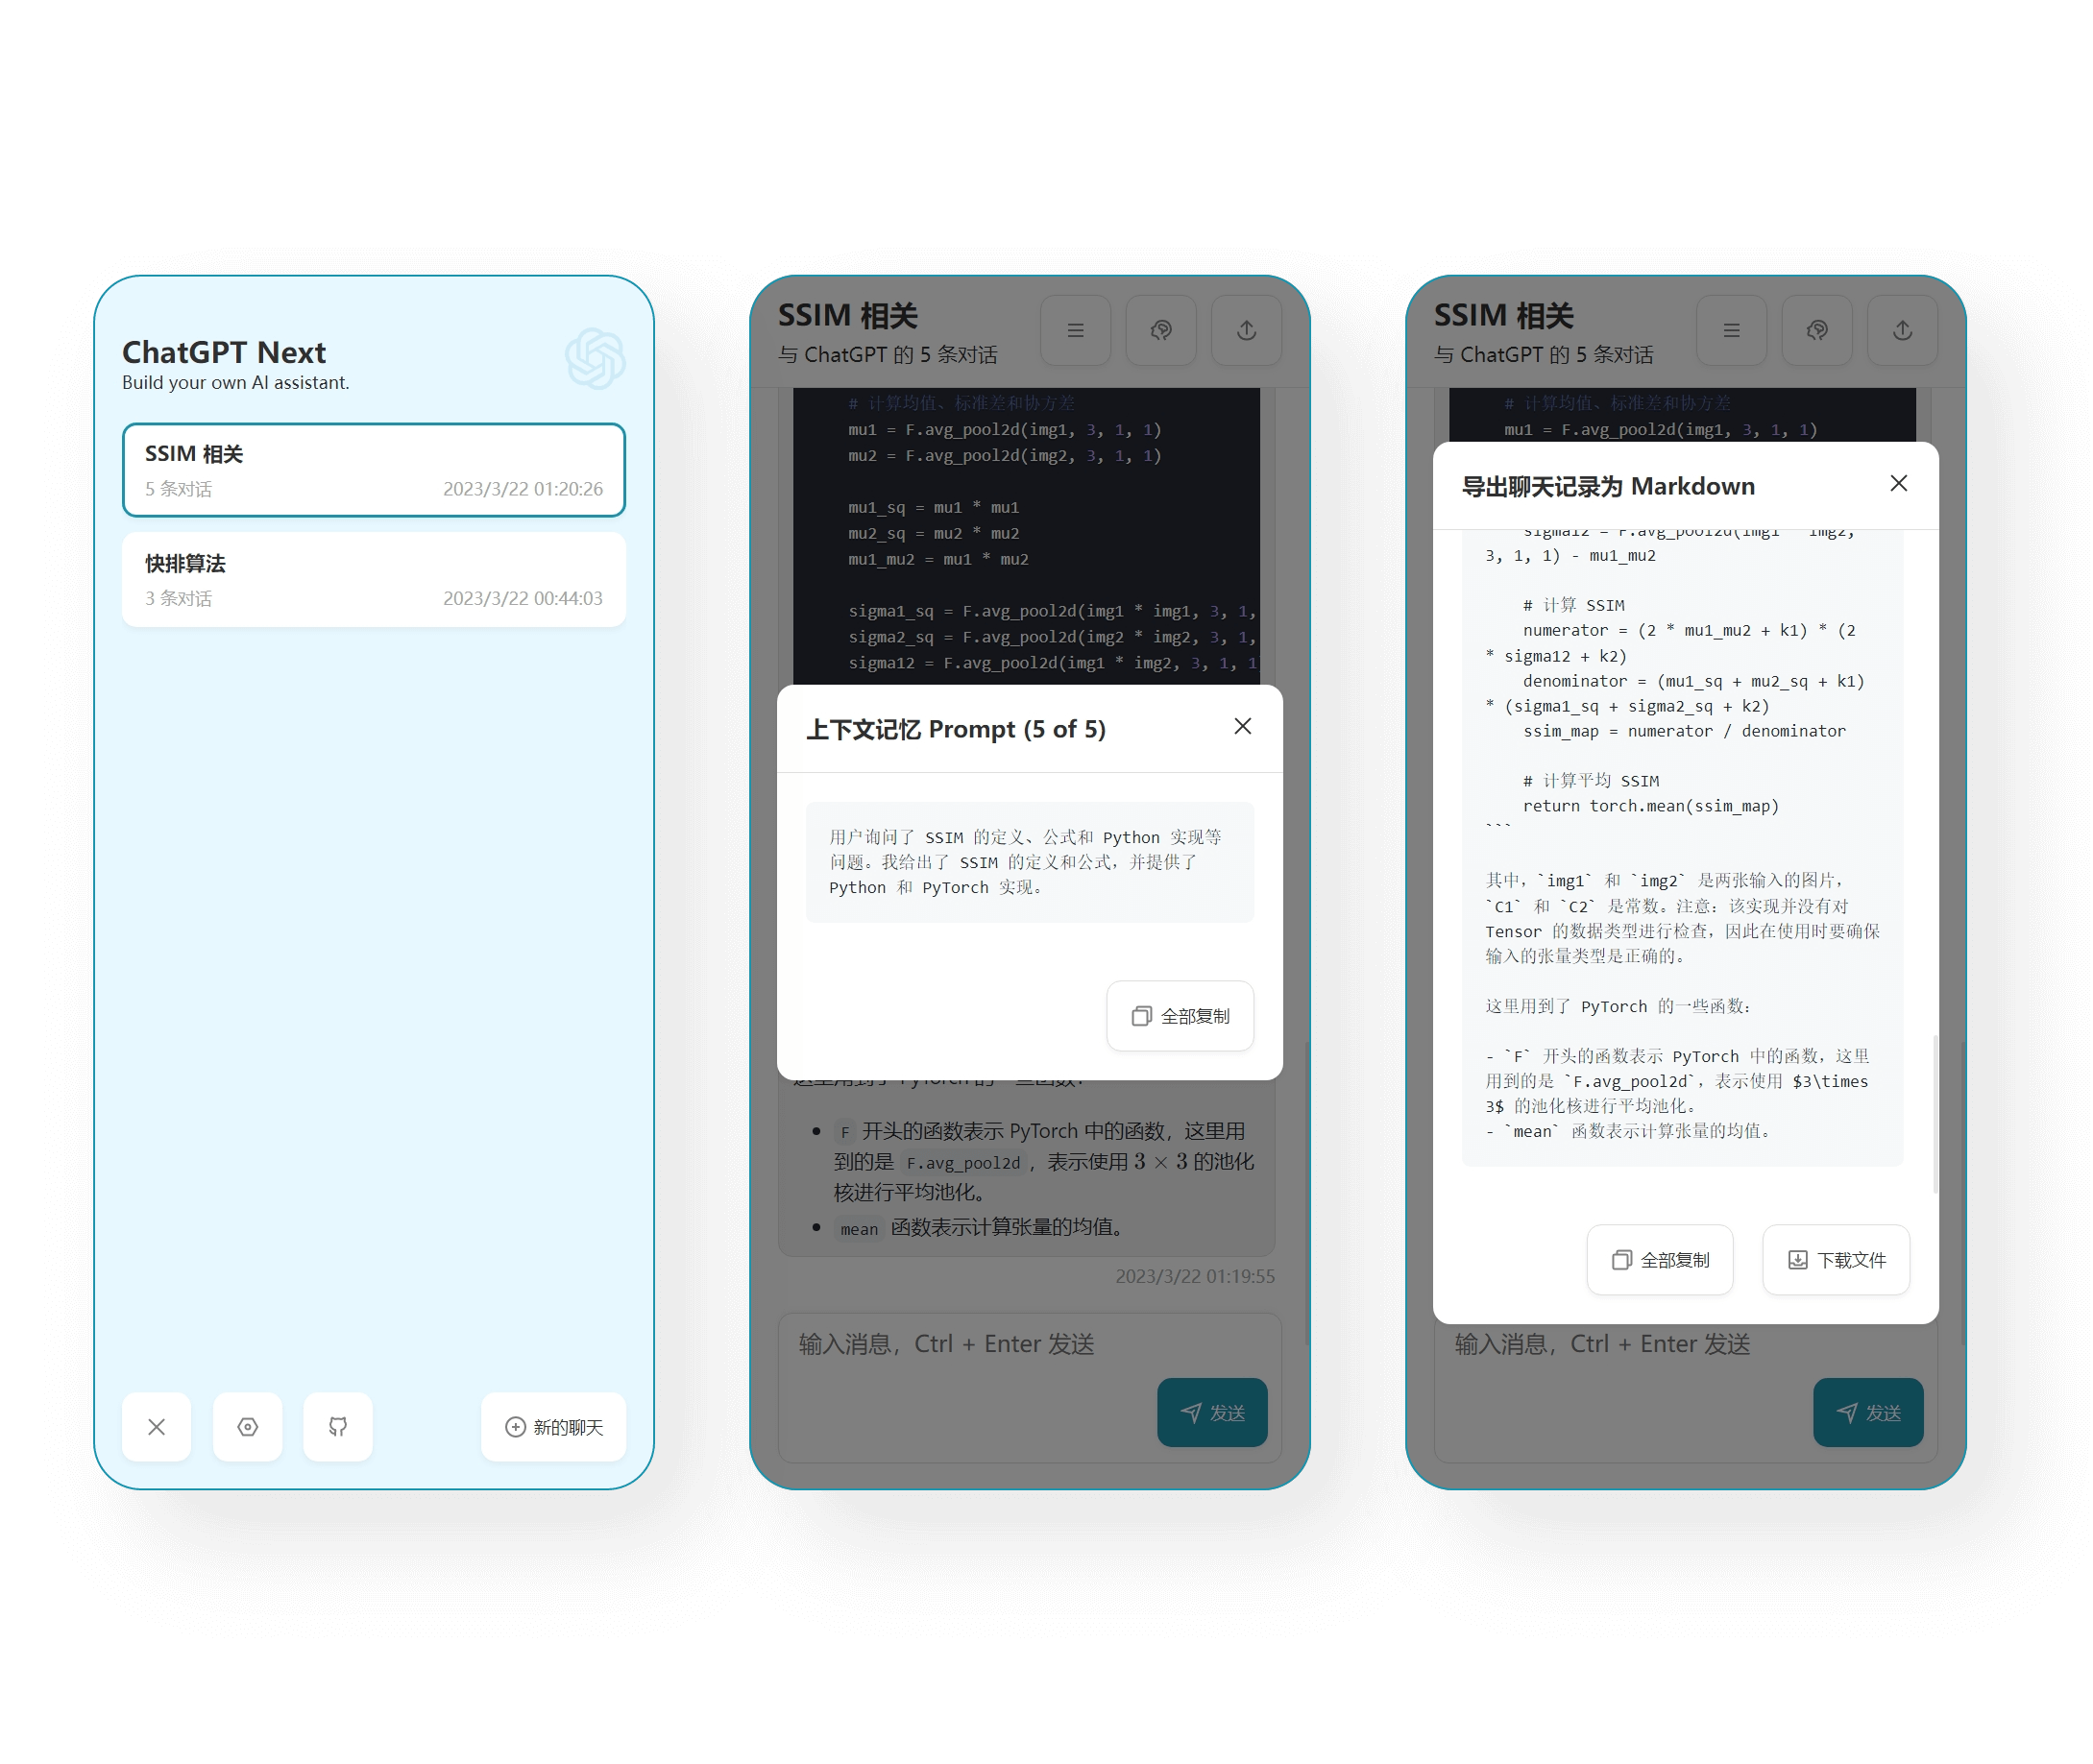 ChatGPT Next
Build your own AI assistant.
SSIM 相关
5 条对话
2023/3/22 01:20:26
快排算法
3 条对话
2023/3/22 00:44:03
新的聊天
SSIM 相关
与 ChatGPT 的 5 条对话
# 计算均值、标准差和协方差
mu1 = F.avg_pool2d(img1, 3, 1, 1)
mu2 = F.avg_pool2d(img2, 3, 1, 1)
mu1_sq = mu1 * mu1
mu2_sq = mu2 * mu2
mu1_mu2 = mu1 * mu2
sigma1_sq = F.avg_pool2d(img1 * img1, 3, 1,
sigma2_sq = F.avg_pool2d(img2 * img2, 3, 1,
sigma12 = F.avg_pool2d(img1 * img2, 3, 1, 1
上下文记忆 Prompt (5 of 5)
用户询问了 SSIM 的定义、公式和 Python 实现等
问题。我给出了 SSIM 的定义和公式，并提供了
Python 和 PyTorch 实现。
全部复制
这里用到了 PyTorch 的一些函数：
F 开头的函数表示 PyTorch 中的函数，这里用
到的是 F.avg_pool2d ，表示使用 3 × 3 的池化
核进行平均池化。
mean 函数表示计算张量的均值。
2023/3/22 01:19:55
输入消息，Ctrl + Enter 发送
发送
SSIM 相关
与 ChatGPT 的 5 条对话
# 计算均值、标准差和协方差
mu1 = F.avg_pool2d(img1, 3, 1, 1)
导出聊天记录为 Markdown
sigma12 = F.avg_pool2d(img1 * img2,
3, 1, 1) - mu1_mu2
# 计算 SSIM
numerator = (2 * mu1_mu2 + k1) * (2
* sigma12 + k2)
denominator = (mu1_sq + mu2_sq + k1)
* (sigma1_sq + sigma2_sq + k2)
ssim_map = numerator / denominator
# 计算平均 SSIM
return torch.mean(ssim_map)
```
其中，`img1` 和 `img2` 是两张输入的图片，
`C1` 和 `C2` 是常数。注意：该实现并没有对
Tensor 的数据类型进行检查，因此在使用时要确保
输入的张量类型是正确的。
这里用到了 PyTorch 的一些函数：
- `F` 开头的函数表示 PyTorch 中的函数，这里
用到的是 `F.avg_pool2d`，表示使用 $3\times
3$ 的池化核进行平均池化。
- `mean` 函数表示计算张量的均值。
全部复制
下载文件
输入消息，Ctrl + Enter 发送
发送